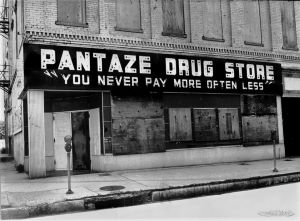 PANTAZE DRUG STORE
"YOU NEVER PAY MORE OFTEN LESS"